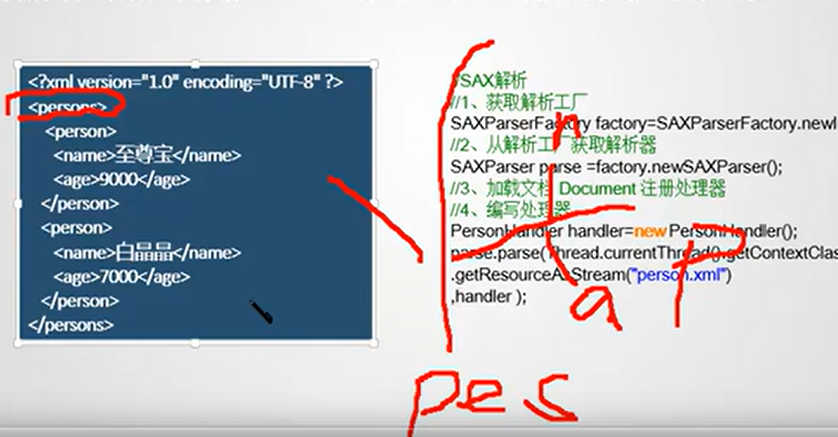 <?xml version="1.0" encoding="UTF-8" ?>
<persons>
<person>
<name>至尊宝</name>
<age>9000</age>
</person>
<person>
<name>白晶晶</name>
<age>7000</age>
</person>
</persons>
SAX解析
//1、获取解析工厂
SAXParserFactory factory=SAXParserFactory.newI
//2、从解析工厂获取解析器
SAXParser parse =factory.newSAXParser();
//3、加载文档 Document 注册处理器
//4、编写处理器
PersonHandler handler=new PersonHandler();
parse.parse(Thread.currentThread().getContextClas
.getResourceAsStream("person.xml")
,handler );
n
a
P
pes